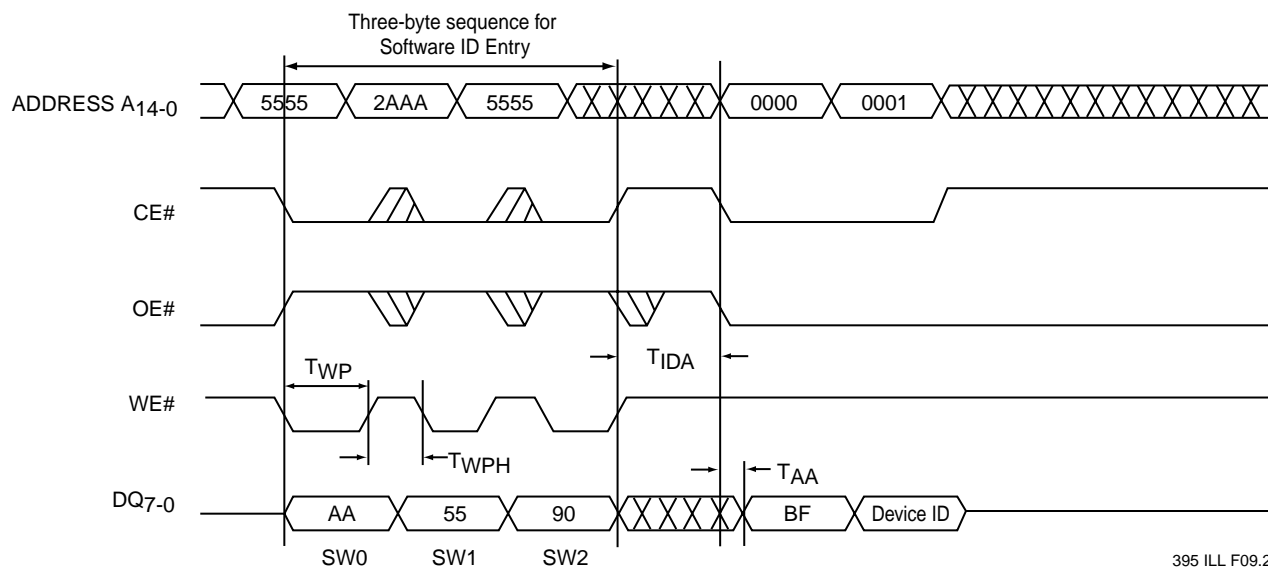 Three-byte sequence for
Software ID Entry
ADDRESS A14-0 5555 2AAA 5555 0000 0001
CE#
OE#
TIDA
TWP
WE#
TWPH
TAA
DQ7-0 AA 55 90 BF Device ID
SW0 SW1 SW2
395 ILL F09.2